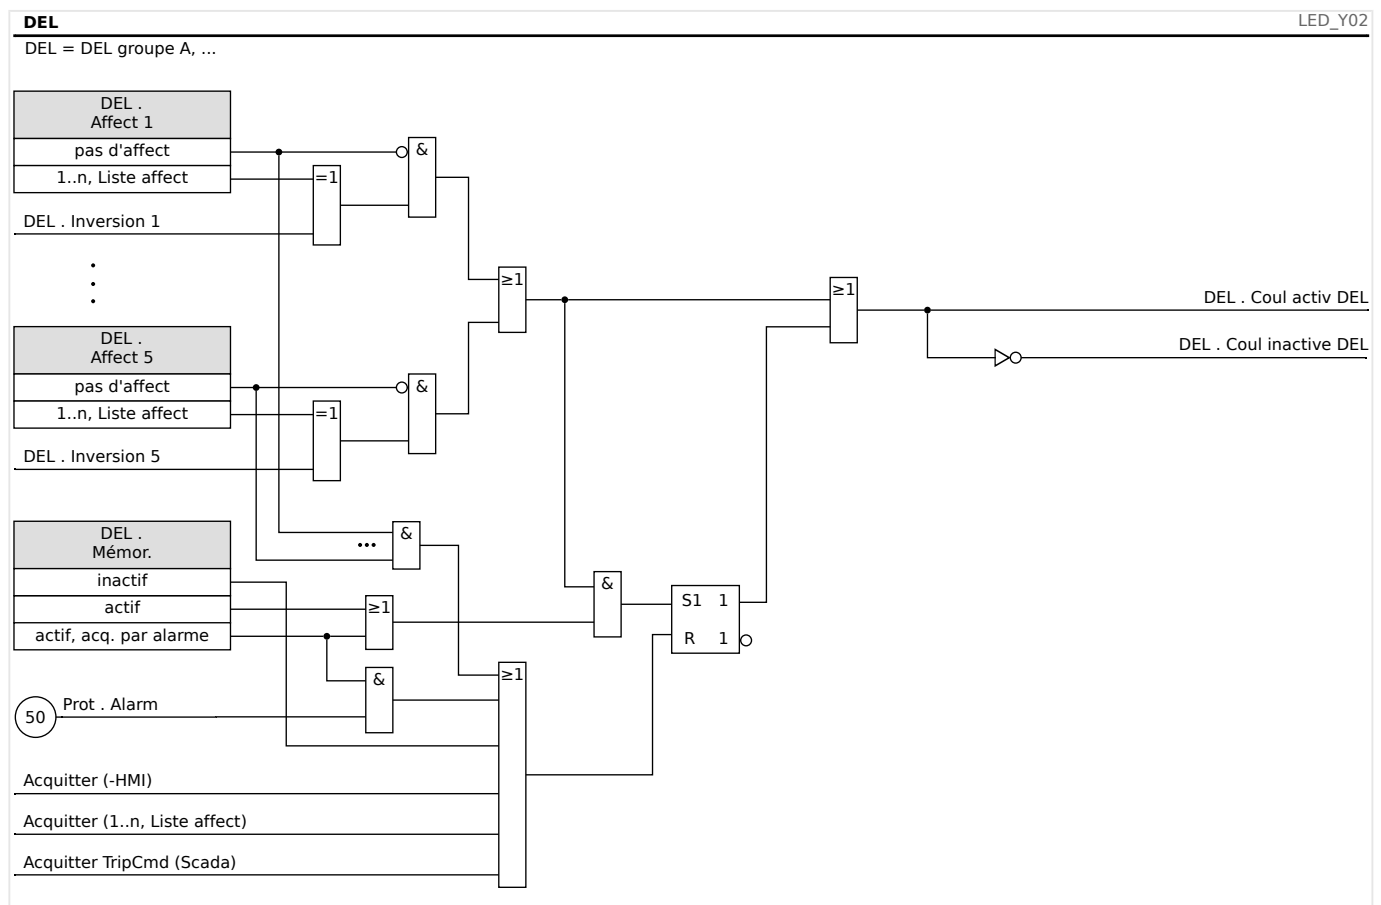 DEL
LED_Y02
DEL = DEL groupe A, ...
DEL .
Affect 1
pas d'affect
1..n, Liste affect
DEL . Inversion 1
=1
&
≥1
≥1
DEL . Coul activ DEL
DEL . Coul inactive DEL
DEL .
Affect 5
pas d'affect
1..n, Liste affect
DEL . Inversion 5
=1
&
DEL .
Mémor.
inactif
actif
actif, acq. par alarme
•••
&
≥1
&
S1 1
R 1
50
Prot . Alarm
&
≥1
Acquitter (-HMI)
Acquitter (1..n, Liste affect)
Acquitter TripCmd (Scada)